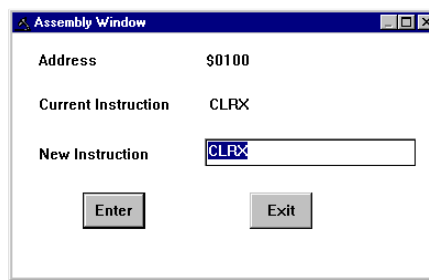 Assembly Window
Address $0100
Current Instruction CLRX
New Instruction CLRX
Enter Exit